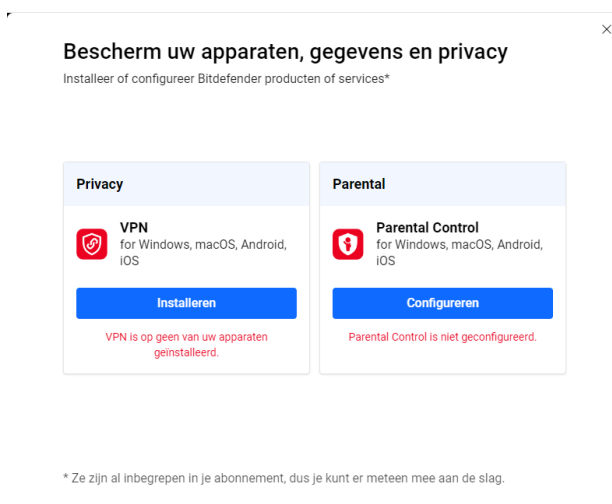 Bescherm uw apparaten, gegevens en privacy
Installeer of configureer Bitdefender producten of services*
Privacy
VPN
for Windows, macOS, Android,
iOS
Installeren
VPN is op geen van uw apparaten
geïnstalleerd.
Parental
Parental Control
for Windows, macOS, Android,
iOS
Configureren
Parental Control is niet geconfigureerd.
* Ze zijn al inbegrepen in je abonnement, dus je kunt er meteen mee aan de slag.